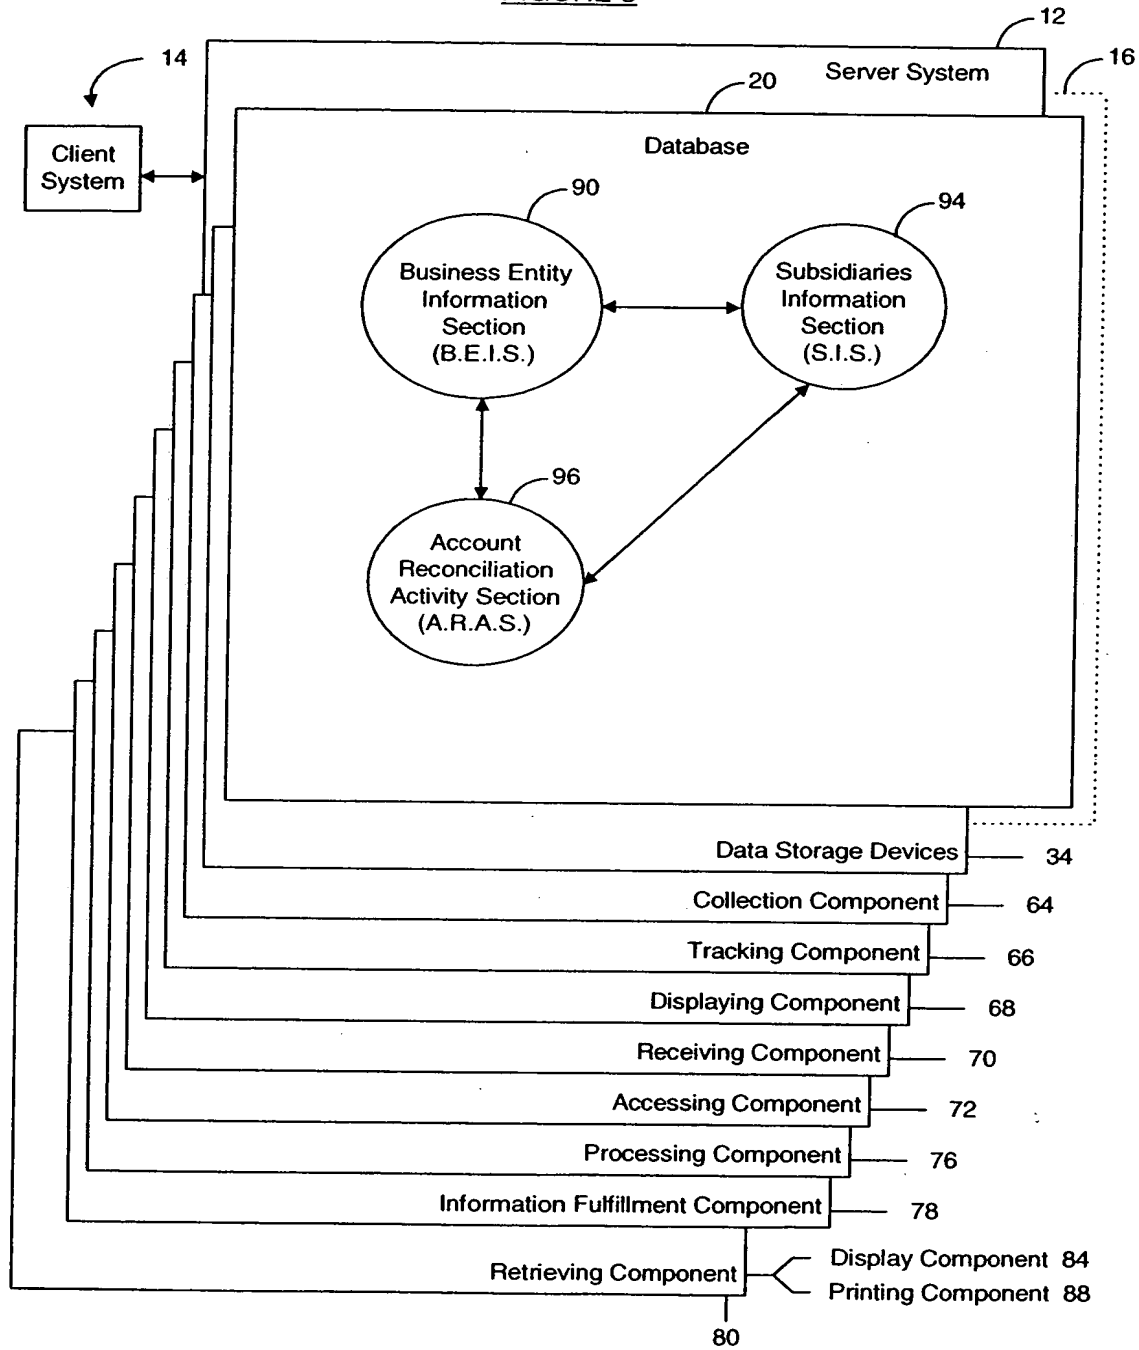 12
14
Server System
16
20
Client
System
Database
90
94
Business Entity
Information
Section
(B.E.I.S.)
Subsidiaries
Information
Section
(S.I.S.)
96
Account
Reconciliation
Activity Section
(A.R.A.S.)
Data Storage Devices 34
Collection Component 64
Tracking Component 66
Displaying Component 68
Receiving Component 70
Accessing Component 72
Processing Component 76
Information Fulfillment Component 78
Display Component 84
Retrieving Component
Printing Component 88
80